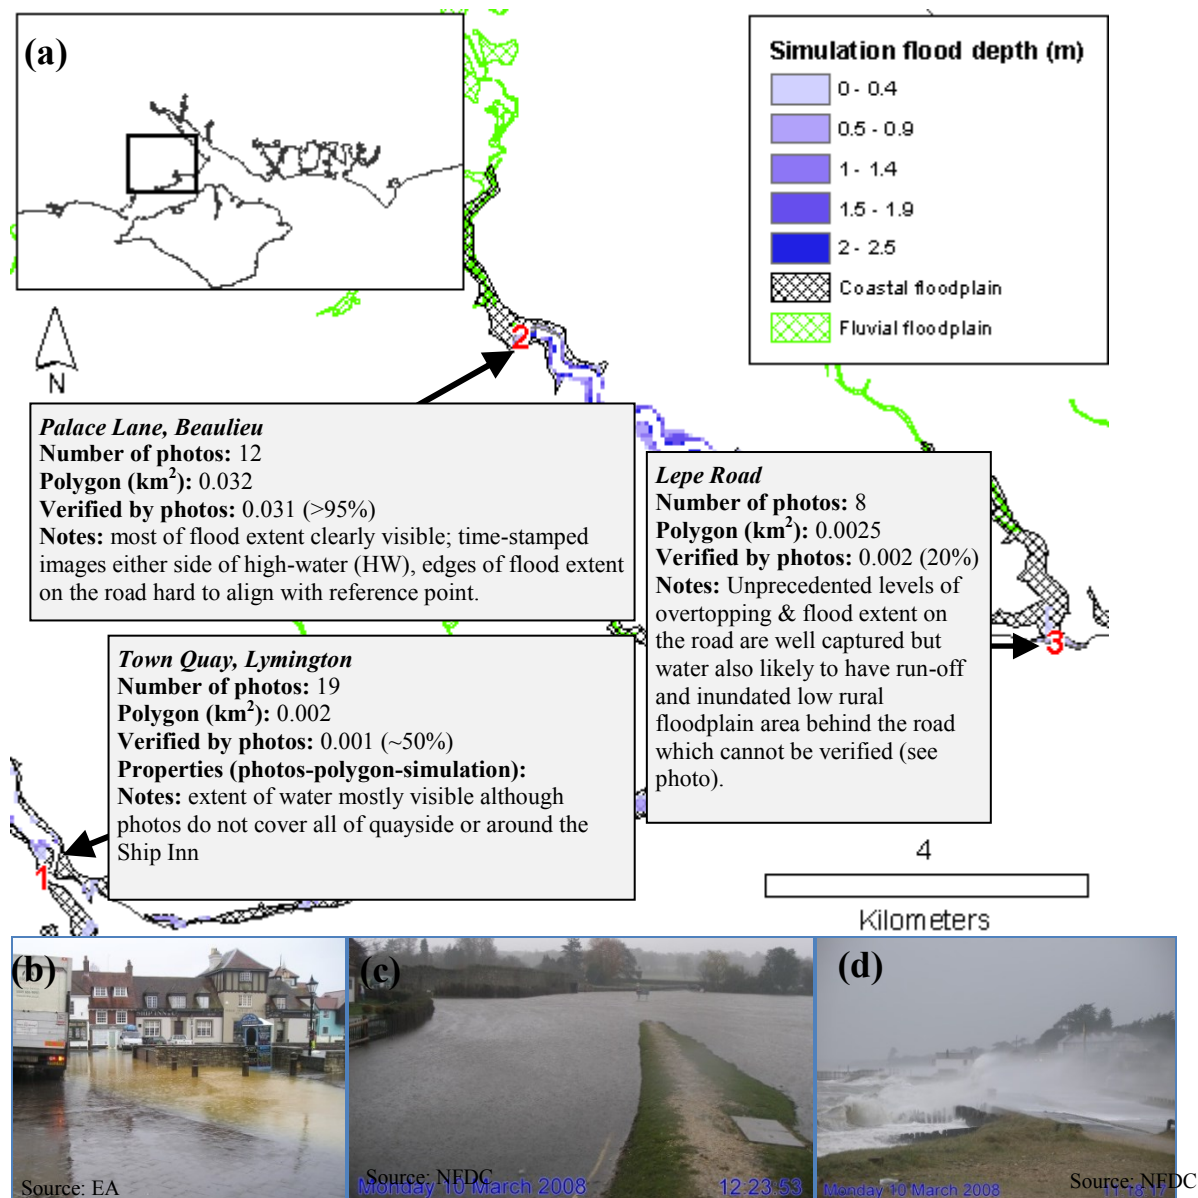 (a)
Simulation flood depth (m)
0 - 0.4
0.5 - 0.9
1 - 1.4
1.5 - 1.9
2 - 2.5
Coastal floodplain
Fluvial floodplain
N
2
Palace Lane, Beaulieu
Number of photos: 12
Polygon (km²): 0.032
Verified by photos: 0.031 (>95%)
Notes: most of flood extent clearly visible; time-stamped
images either side of high-water (HW), edges of flood extent
on the road hard to align with reference point.
Lepe Road
Number of photos: 8
Polygon (km²): 0.0025
Verified by photos: 0.002 (20%)
Notes: Unprecedented levels of
overtopping & flood extent on
the road are well captured but
water also likely to have run-off
and inundated low rural
floodplain area behind the road
which cannot be verified (see
photo).
3
Town Quay, Lymington
Number of photos: 19
Polygon (km²): 0.002
Verified by photos: 0.001 (~50%)
Properties (photos-polygon-simulation):
Notes: extent of water mostly visible although
photos do not cover all of quayside or around the
Ship Inn
1
4
Kilometers
(b)
SHIP INN
Source: EA
(c)
Source: NFDC
Monday 10 March 2008
12:23:53
(d)
Source: NFDC
Monday 10 March 2008